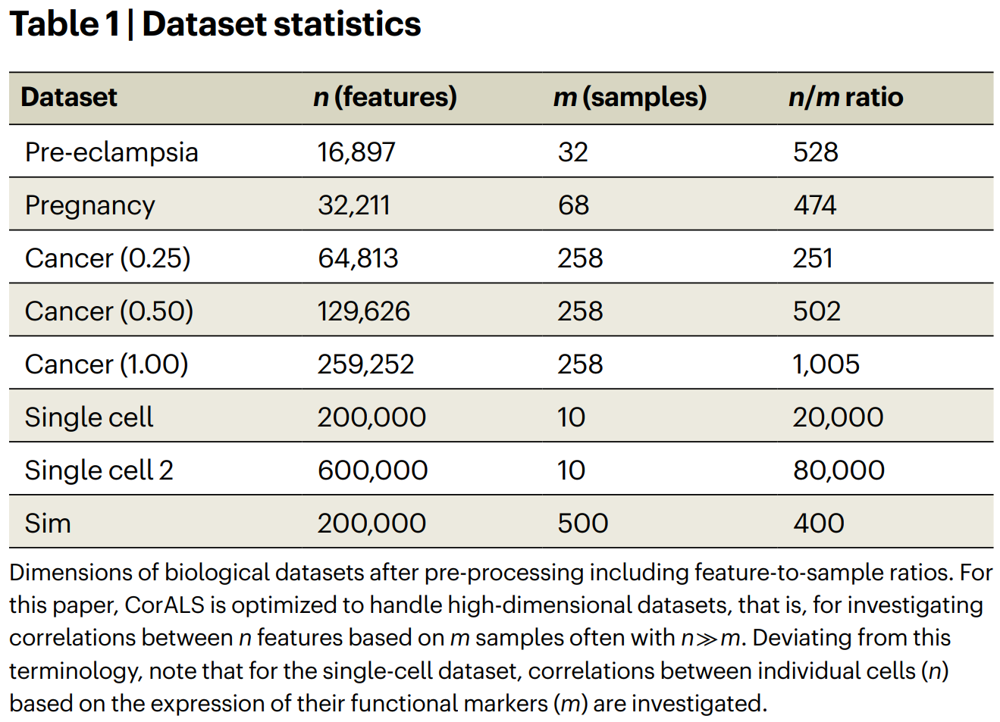 Table 1 | Dataset statistics
Dataset n (features) m (samples) n/m ratio
Pre-eclampsia 16,897 32 528
Pregnancy 32,211 68 474
Cancer (0.25) 64,813 258 251
Cancer (0.50) 129,626 258 502
Cancer (1.00) 259,252 258 1,005
Single cell 200,000 10 20,000
Single cell 2 600,000 10 80,000
Sim 200,000 500 400
Dimensions of biological datasets after pre-processing including feature-to-sample ratios. For
this paper, CorALS is optimized to handle high-dimensional datasets, that is, for investigating
correlations between n features based on m samples often with n≫m. Deviating from this
terminology, note that for the single-cell dataset, correlations between individual cells (n)
based on the expression of their functional markers (m) are investigated.